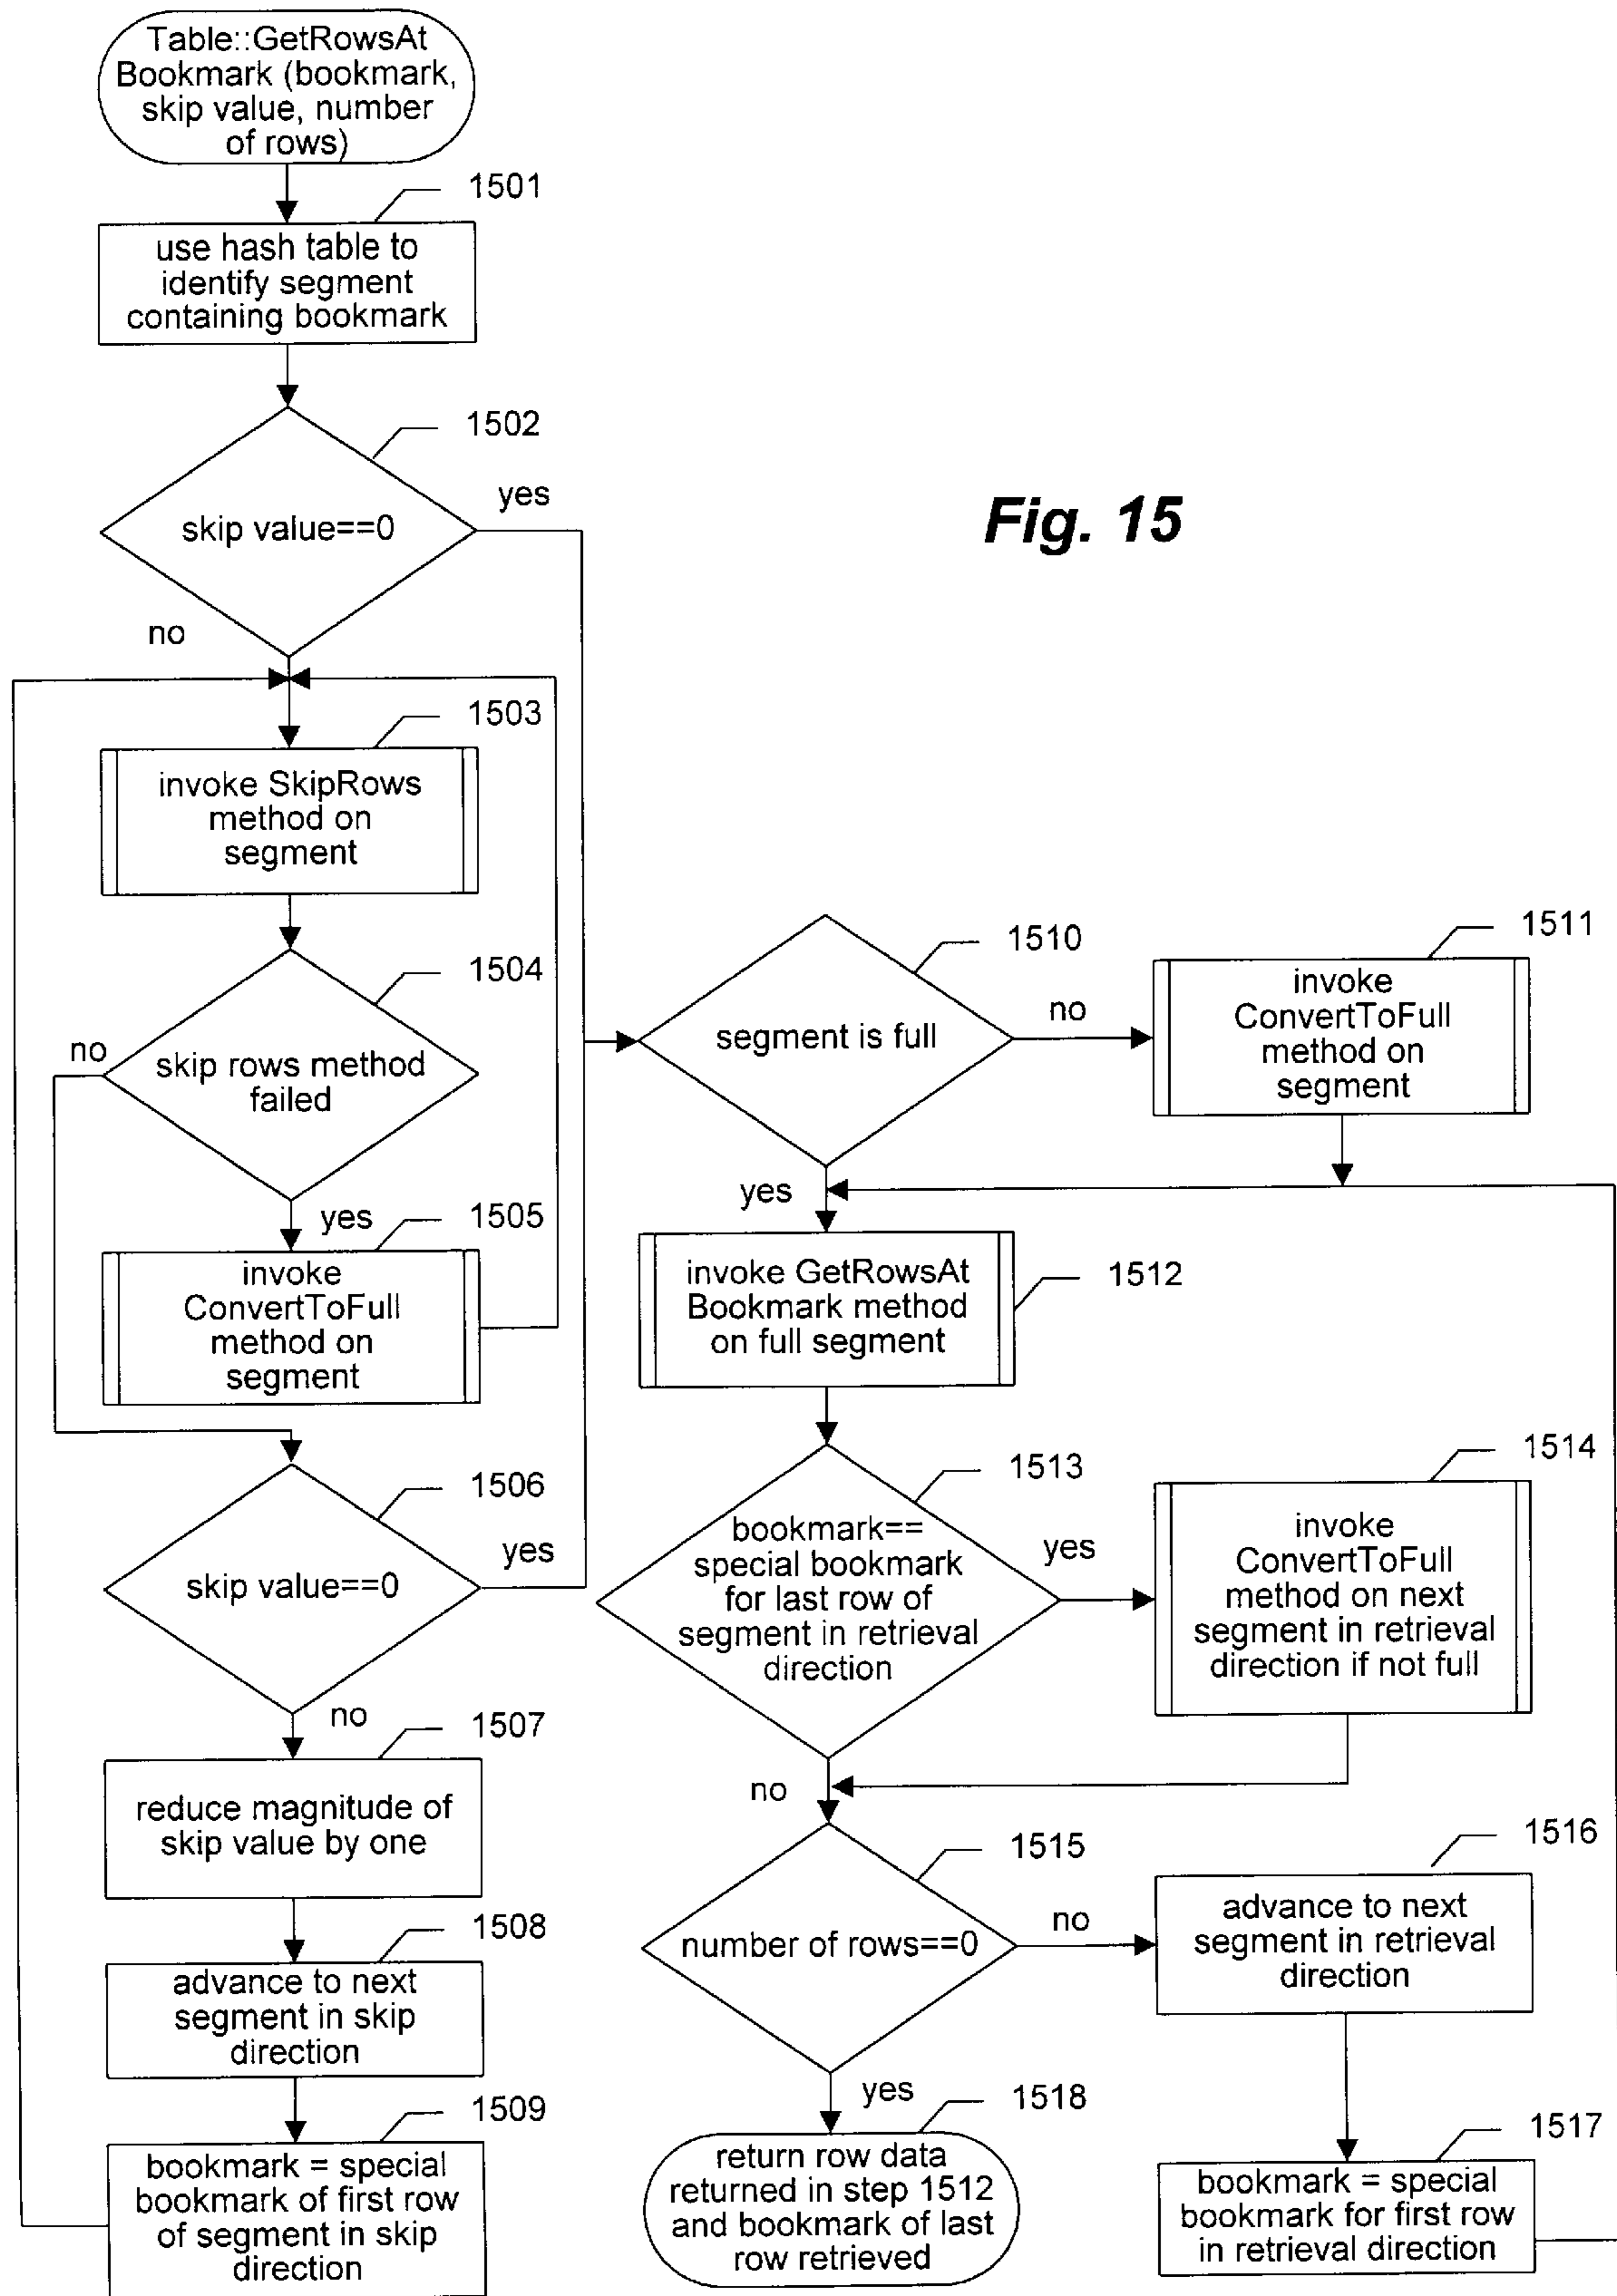 Table::GetRowsAt
Bookmark (bookmark,
skip value, number
of rows)
1501
use hash table to
identify segment
containing bookmark
1502
yes
skip value==0
no
Fig. 15
1503
invoke SkipRows
method on
segment
1504
no
skip rows method
failed
yes
1505
invoke
ConvertToFull
method on
segment
1506
yes
skip value==0
no
1507
reduce magnitude of
skip value by one
1508
advance to next
segment in skip
direction
1509
bookmark = special
bookmark of first row
of segment in skip
direction
1510
segment is full
no
1511
invoke
ConvertToFull
method on
segment
yes
invoke GetRowsAt
Bookmark method
on full segment
1512
1513
bookmark==
special bookmark
for last row of
segment in retrieval
direction
yes
1514
invoke
ConvertToFull
method on next
segment in retrieval
direction if not full
no
1515
number of rows==0
no
1516
advance to next
segment in retrieval
direction
yes
1518
return row data
returned in step 1512
and bookmark of last
row retrieved
1517
bookmark = special
bookmark for first row
in retrieval direction